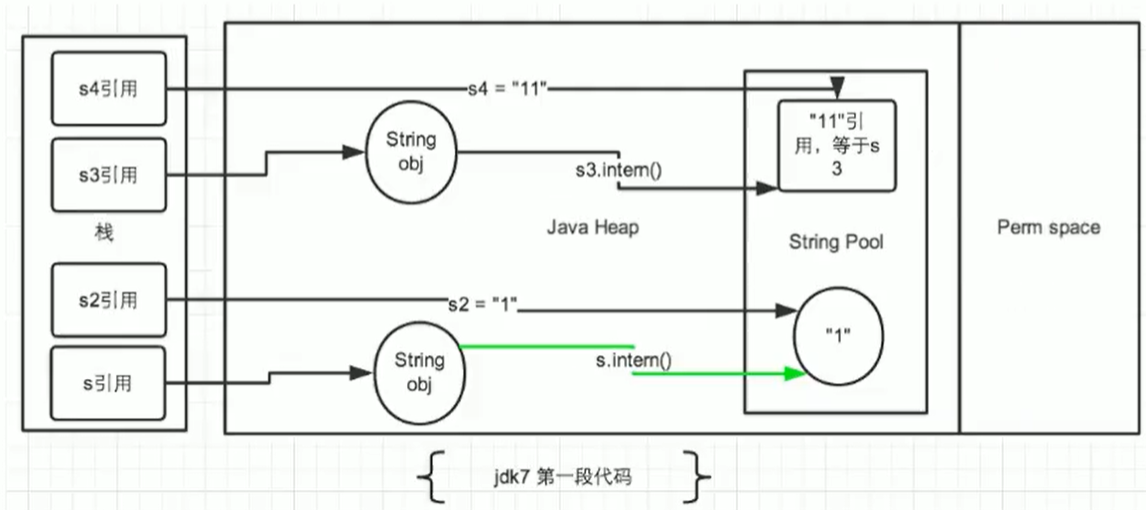 s4引用
s4 = "11"
"11"引
用，等于s
3
String
obj
s3引用
s3.intern()
栈
Java Heap
String Pool
Perm space
s2引用
s2 = "1"
"1"
String
obj
s.intern()
s引用
jdk7 第一段代码